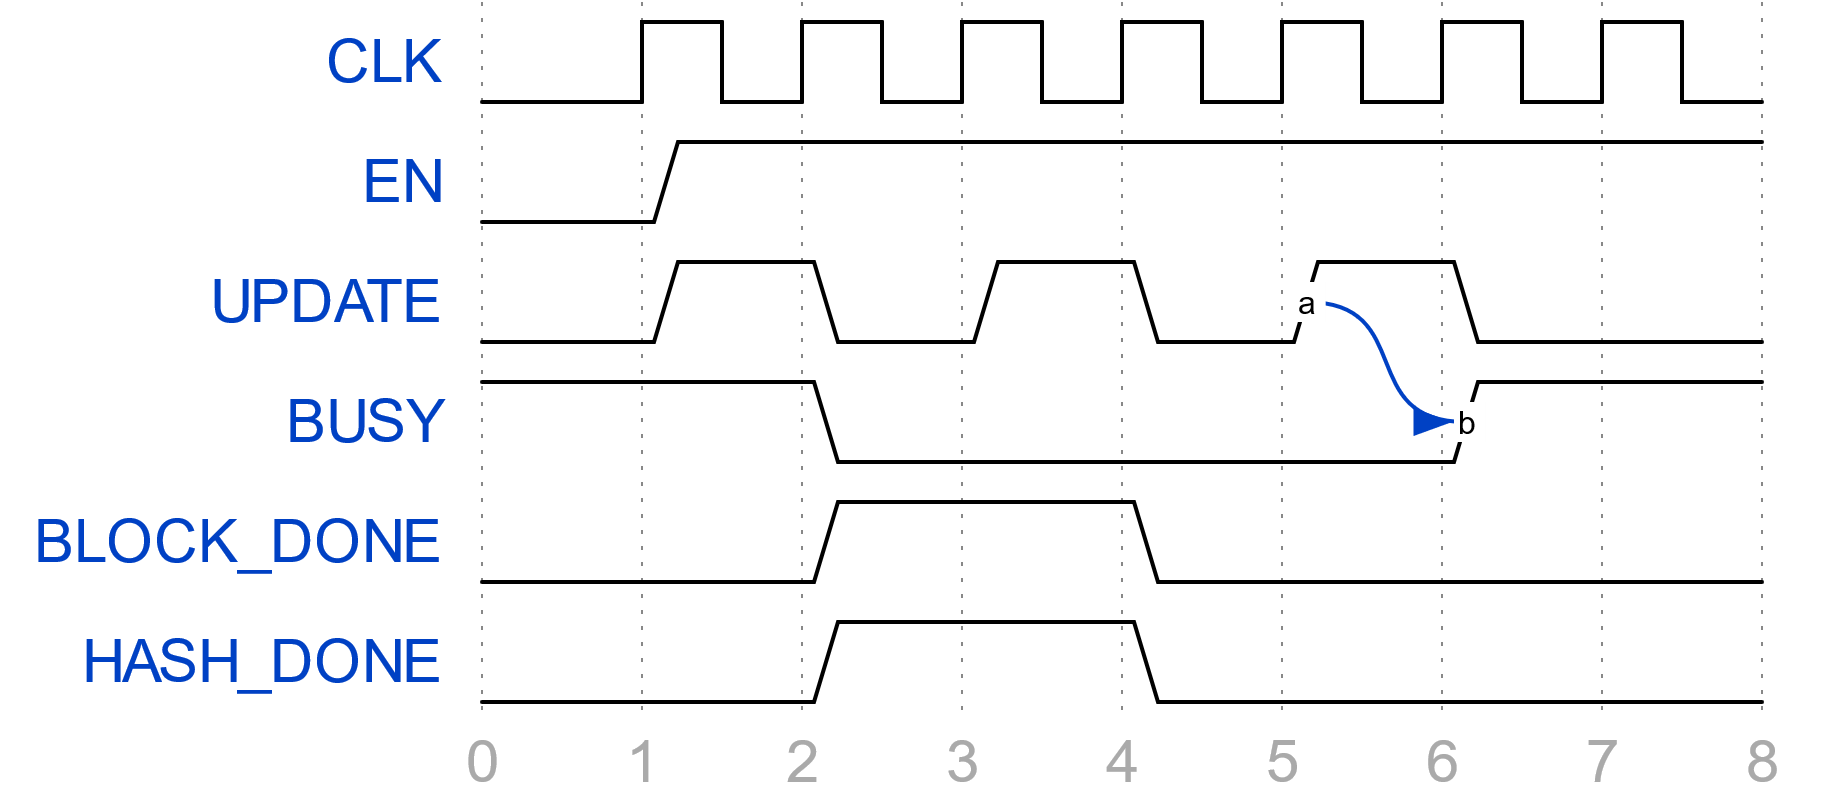 CLK
EN
UPDATE
a
BUSY
b
BLOCK_DONE
HASH_DONE
0 1 2 3 4 5 6 7 8